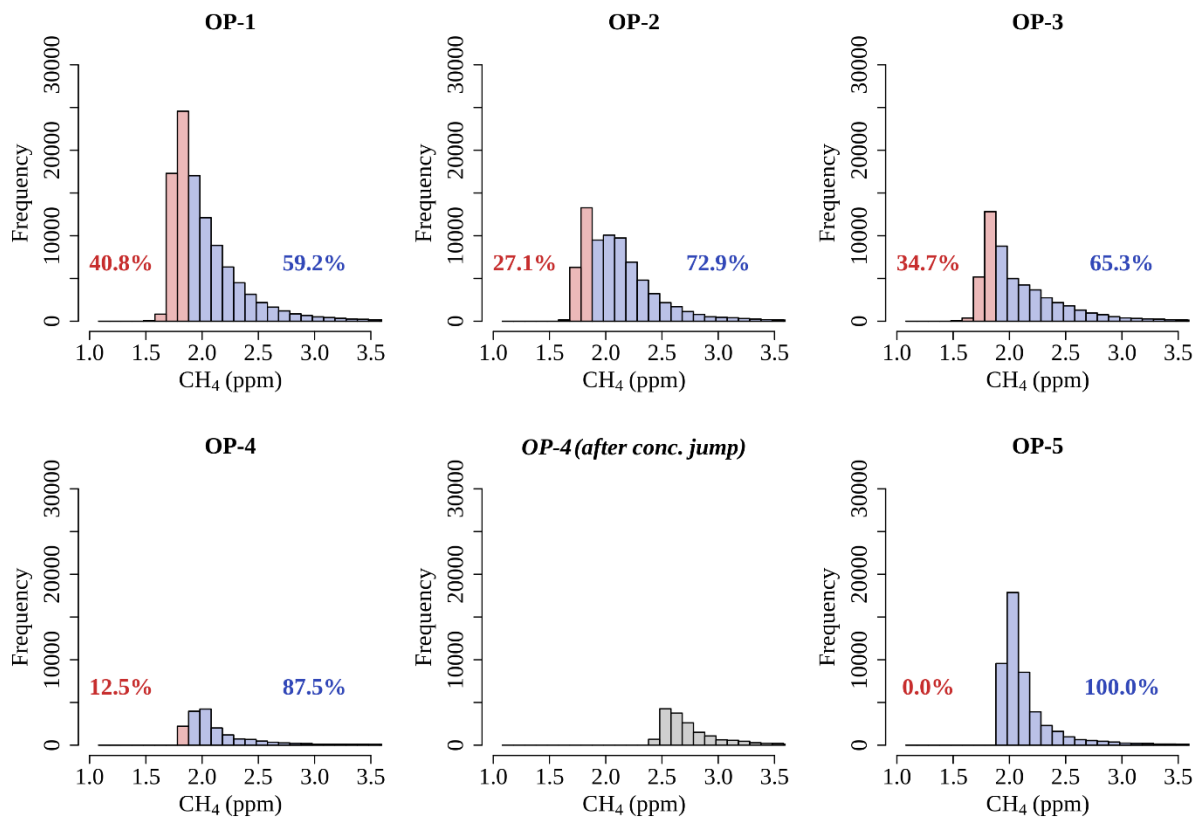 OP-1
Frequency
0 10000 20000 30000
40.8%
59.2%
1.0 1.5 2.0 2.5 3.0 3.5
CH₄ (ppm)
OP-2
Frequency
0 10000 20000 30000
27.1%
72.9%
1.0 1.5 2.0 2.5 3.0 3.5
CH₄ (ppm)
OP-3
Frequency
0 10000 20000 30000
34.7%
65.3%
1.0 1.5 2.0 2.5 3.0 3.5
CH₄ (ppm)
OP-4
Frequency
0 10000 20000 30000
12.5%
87.5%
1.0 1.5 2.0 2.5 3.0 3.5
CH₄ (ppm)
OP-4 (after conc. jump)
Frequency
0 10000 20000 30000
1.0 1.5 2.0 2.5 3.0 3.5
CH₄ (ppm)
OP-5
Frequency
0 10000 20000 30000
0.0%
100.0%
1.0 1.5 2.0 2.5 3.0 3.5
CH₄ (ppm)